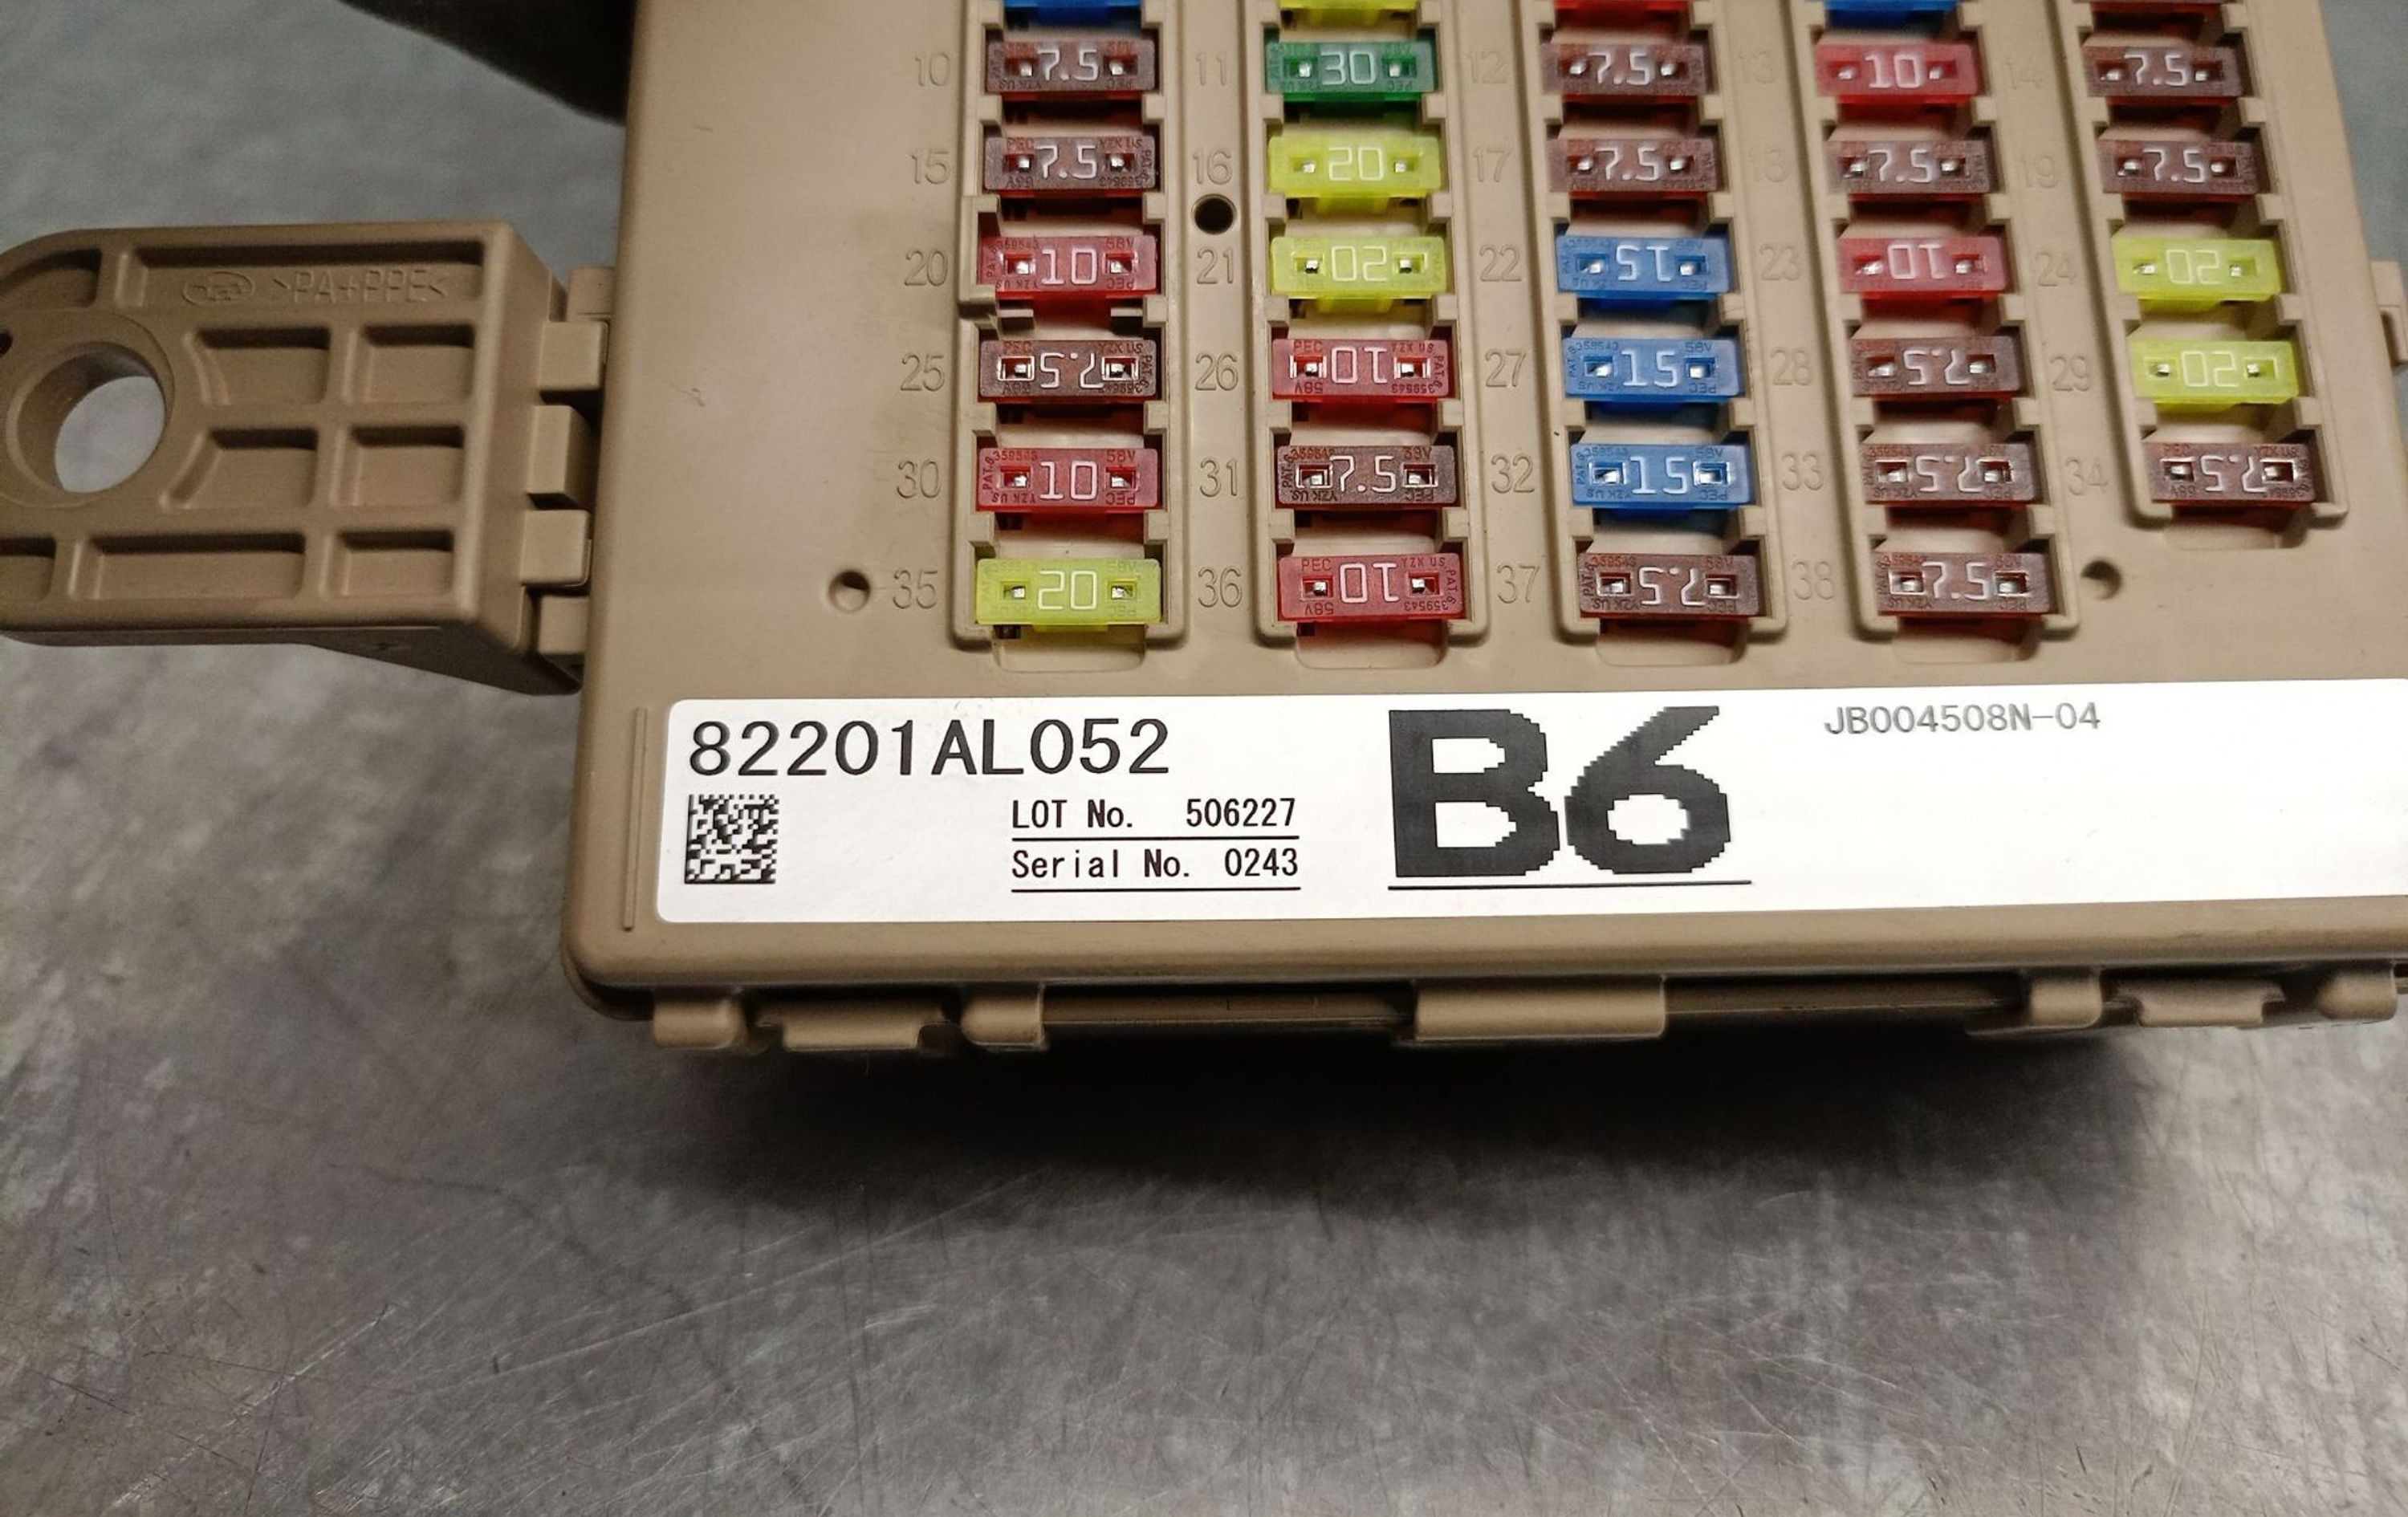 10 7.5 11 30 12 7.5 13 10 14 7.5
15 7.5 16 20 17 7.5 18 7.5 19 7.5
20 10 21 20 22 15 23 10 24 20
25 7.5 26 10 27 15 28 7.5 29 20
30 10 31 7.5 32 15 33 7.5 34 7.5
35 20 36 10 37 7.5 38 7.5
>PA+PPE<
82201AL052
B6
JB004508N-04
LOT No. 506227
Serial No. 0243